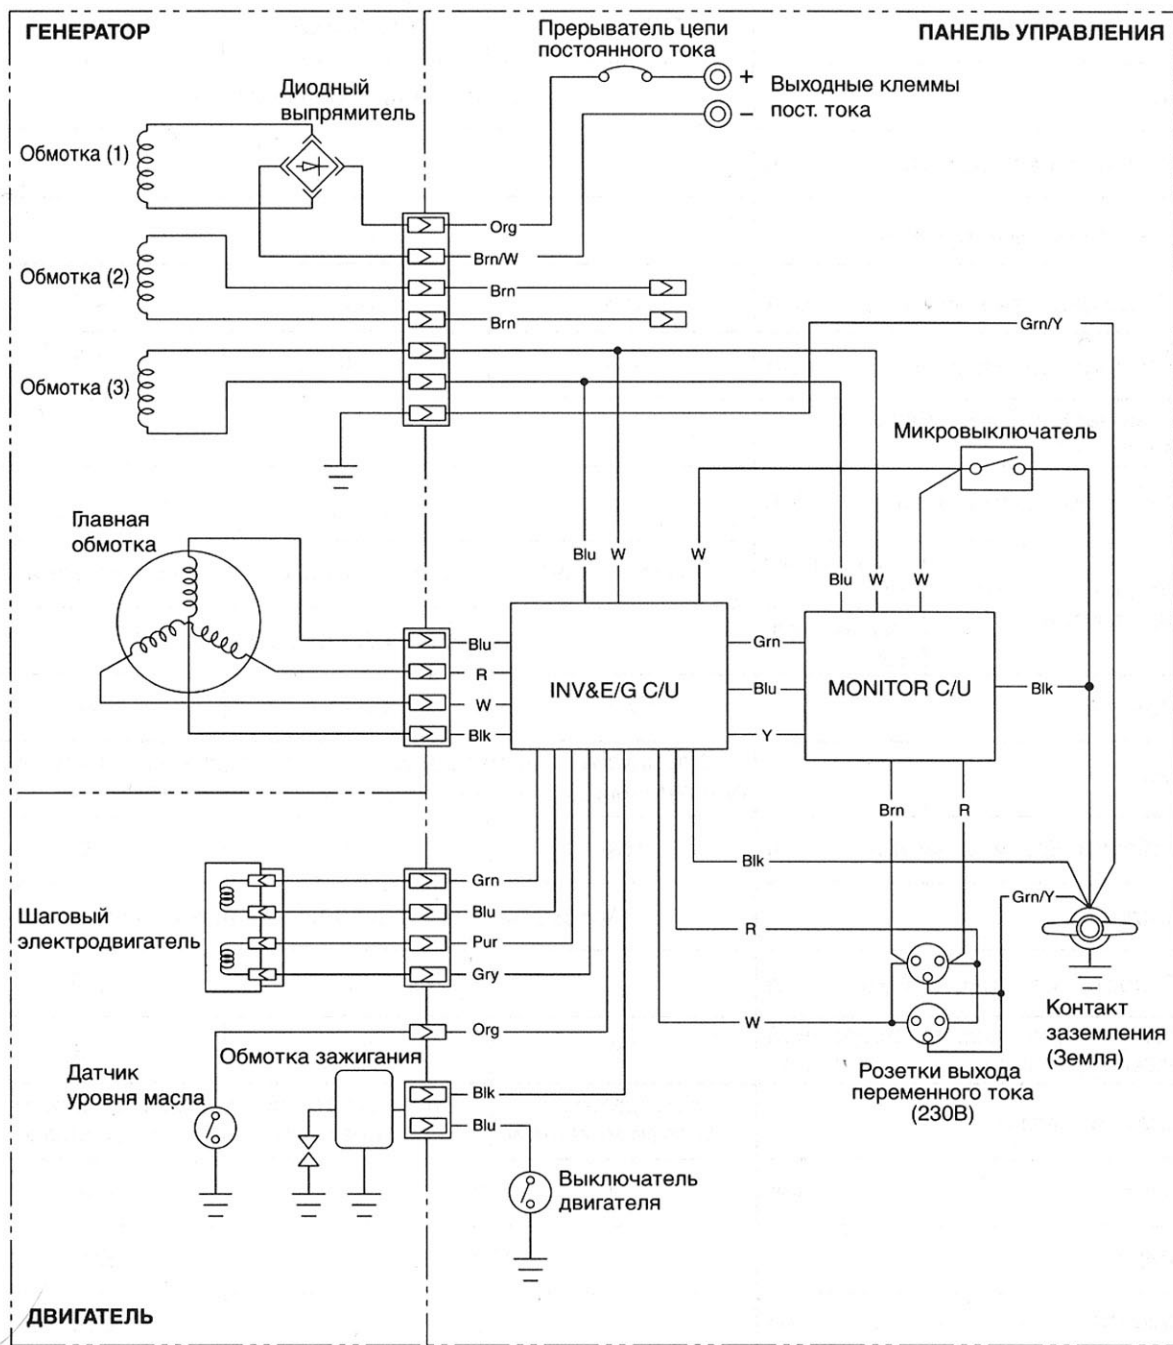 ГЕНЕРАТОР
Прерыватель цепи
постоянного тока
ПАНЕЛЬ УПРАВЛЕНИЯ
+
Выходные клеммы
пост. тока
−
Диодный
выпрямитель
Обмотка (1)
Org
Brn/W
Обмотка (2)
Brn
Brn
Grn/Y
Обмотка (3)
Микровыключатель
Главная
обмотка
Blu
W
W
Blu
W
W
Blu
R
W
Blk
INV&E/G C/U
Grn
Blu
Y
MONITOR C/U
Blk
Brn
R
Blk
Grn/Y
R
W
Шаговый
электродвигатель
Grn
Blu
Pur
Gry
Org
Контакт
заземления
(Земля)
Розетки выхода
переменного тока
(230В)
Обмотка зажигания
Датчик
уровня масла
Blk
Blu
Выключатель
двигателя
ДВИГАТЕЛЬ